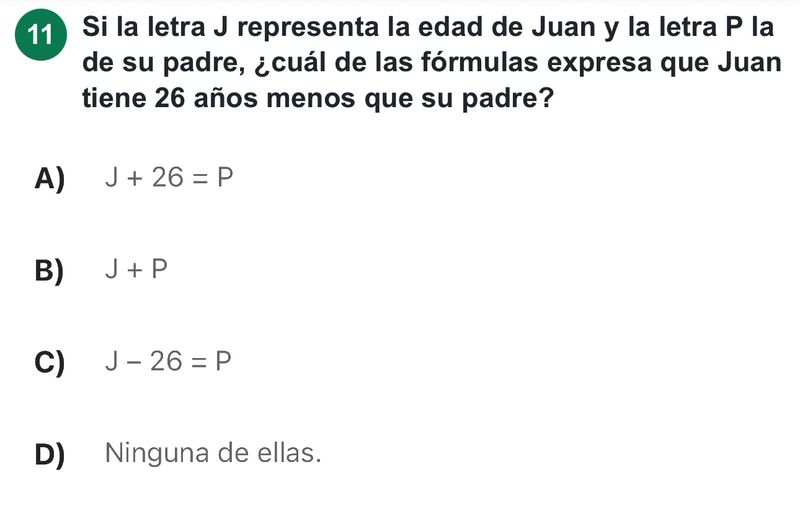 11 Si la letra J representa la edad de Juan y la letra P la
de su padre, ¿cuál de las fórmulas expresa que Juan
tiene 26 años menos que su padre?
A) J + 26 = P
B) J + P
C) J – 26 = P
D) Ninguna de ellas.